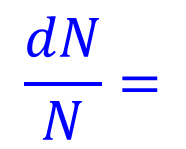 dN/N =